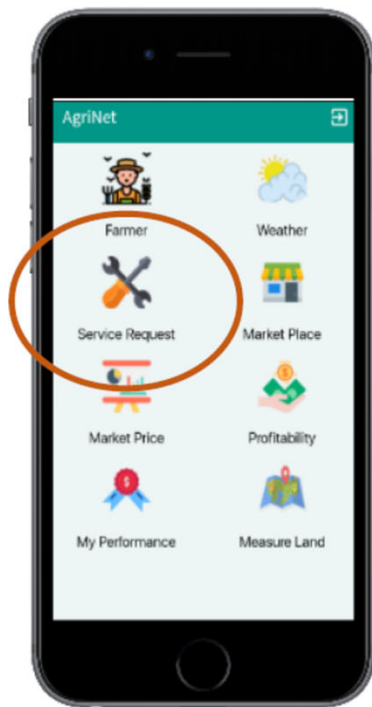 AgriNet
Farmer Weather
Service Request Market Place
Market Price Profitability
My Performance Measure Land